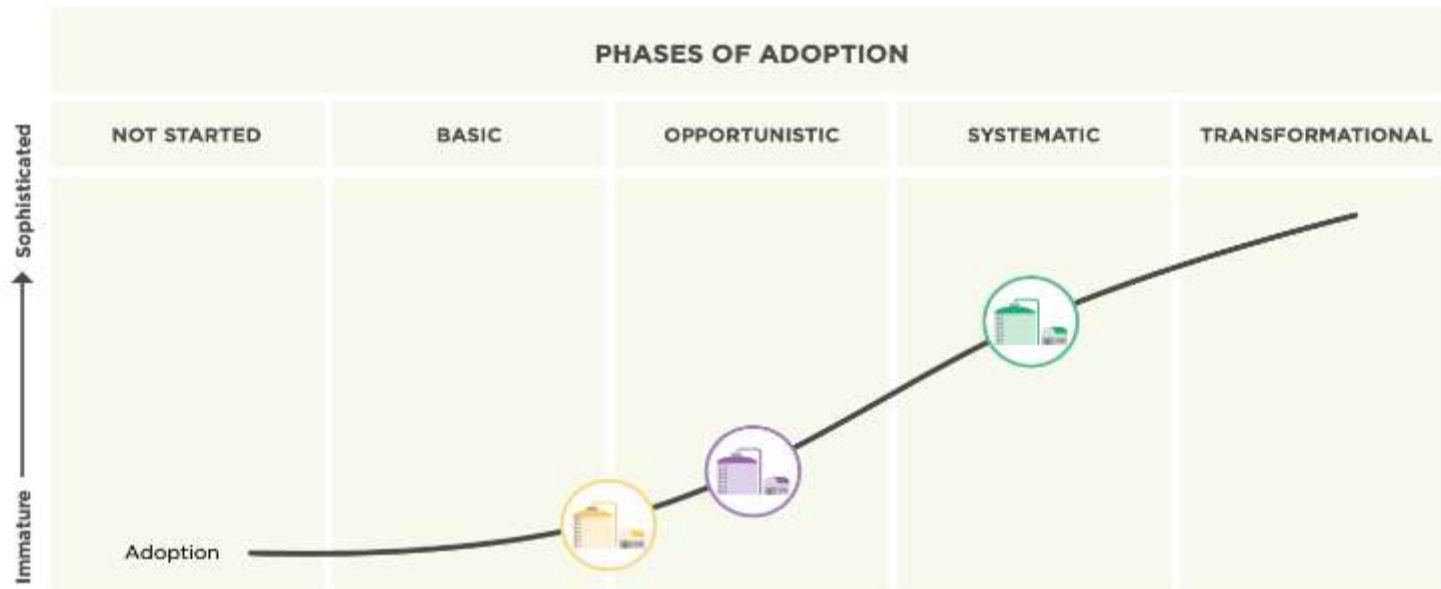 PHASES OF ADOPTION
NOT STARTED
BASIC
OPPORTUNISTIC
SYSTEMATIC
TRANSFORMATIONAL
Sophisticated
Immature
Adoption